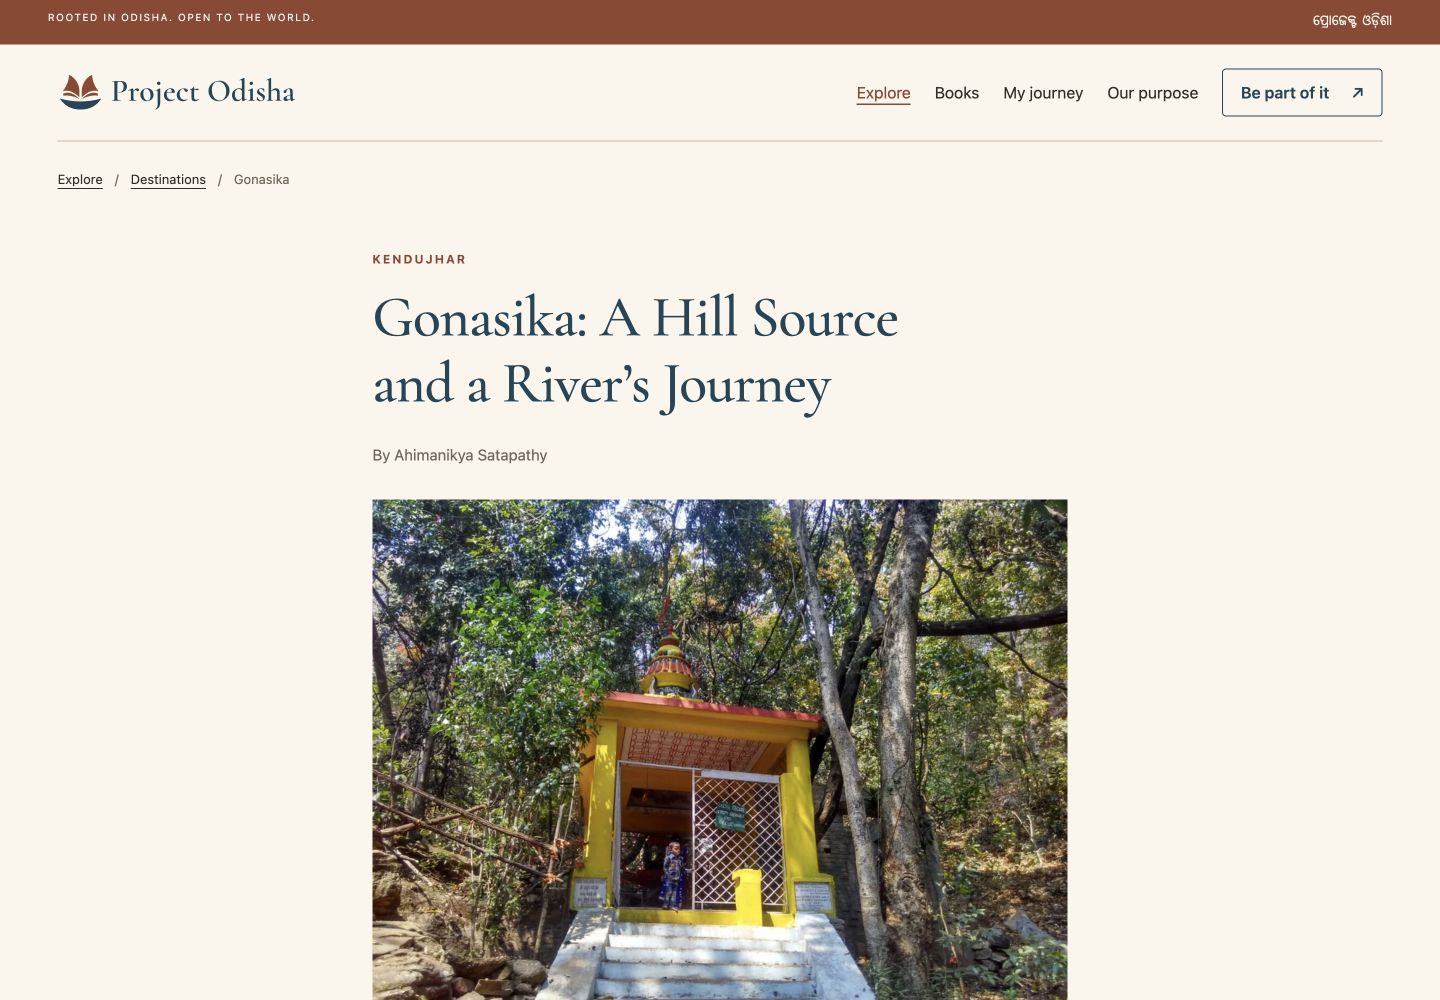 ROOTED IN ODISHA. OPEN TO THE WORLD.
ପ୍ରୋଜେକ୍ଟ ଓଡ଼ିଶା
Project Odisha
Explore
Books
My journey
Our purpose
Be part of it
Explore / Destinations / Gonasika
KENDUJHAR
Gonasika: A Hill Source
and a River’s Journey
By Ahimanikya Satapathy